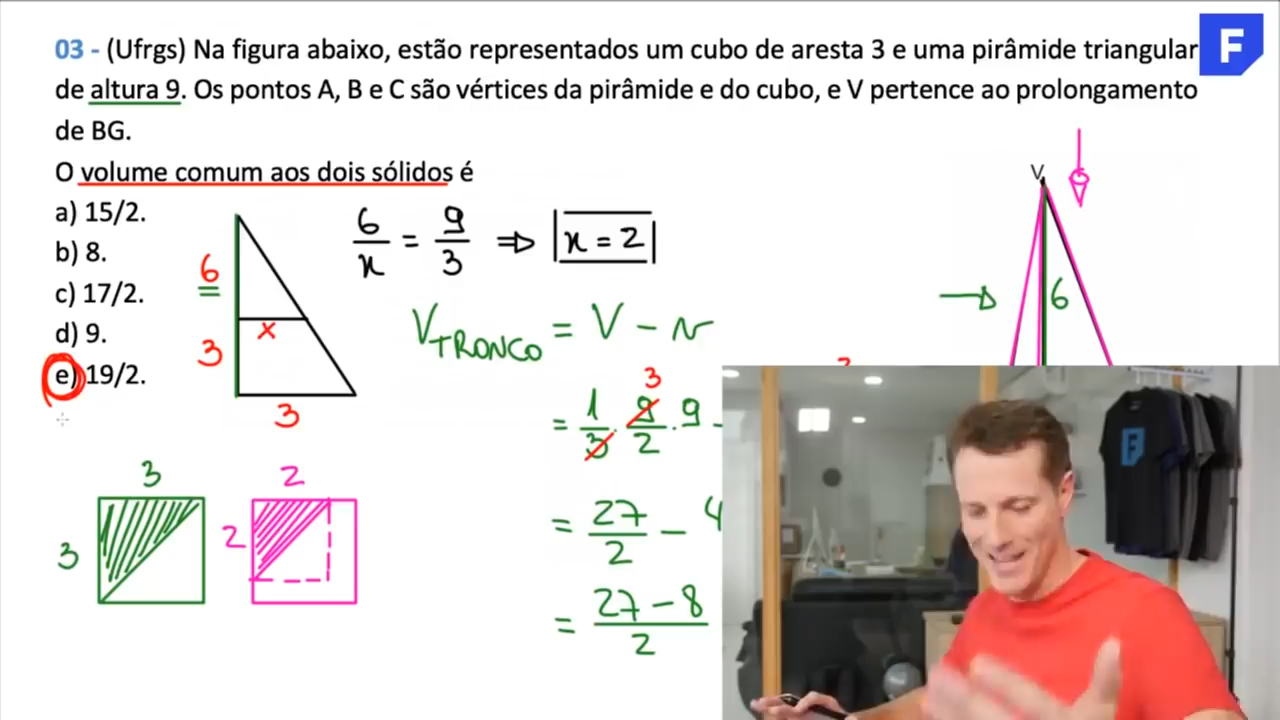 03 - (Ufrgs) Na figura abaixo, estão representados um cubo de aresta 3 e uma pirâmide triangular
de altura 9. Os pontos A, B e C são vértices da pirâmide e do cubo, e V pertence ao prolongamento
de BG.
O volume comum aos dois sólidos é
a) 15/2.
b) 8.
c) 17/2.
d) 9.
e) 19/2.
6
x
3
3
6/x = 9/3 ⇒ x = 2
V TRONCO = V - v
= 1/3 . 9/2 . 9 -
3
= 27/2 - 4
= 27 - 8 / 2
3
3
2
2
V
6
F
F